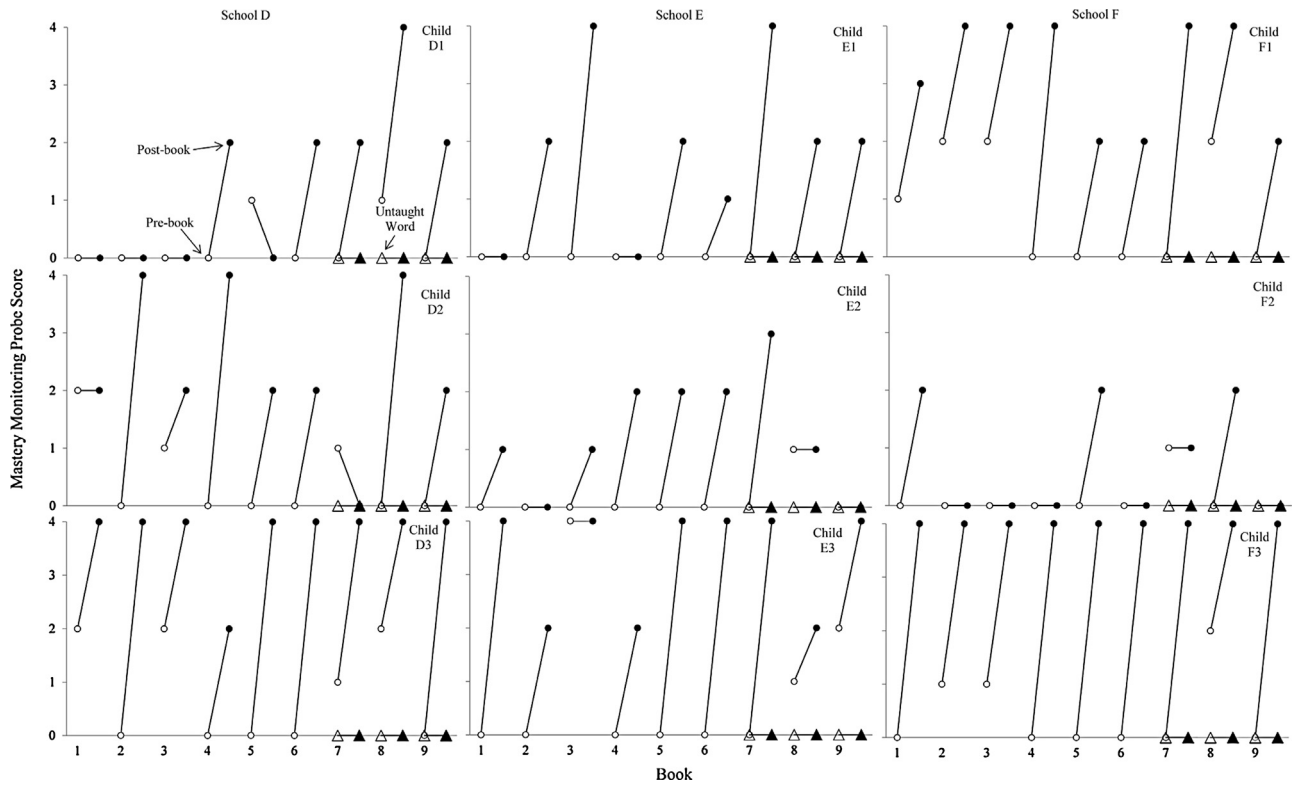 School D
School E
School F
4
3
2
1
0
Child
D1
Child
E1
Child
F1
Post-book
Pre-book
Untaught
Word
4
3
2
1
0
Child
D2
Child
E2
Child
F2
4
3
2
1
0
Child
D3
Child
E3
Child
F3
Mastery Monitoring Probe Score
1 2 3 4 5 6 7 8 9
1 2 3 4 5 6 7 8 9
1 2 3 4 5 6 7 8 9
Book